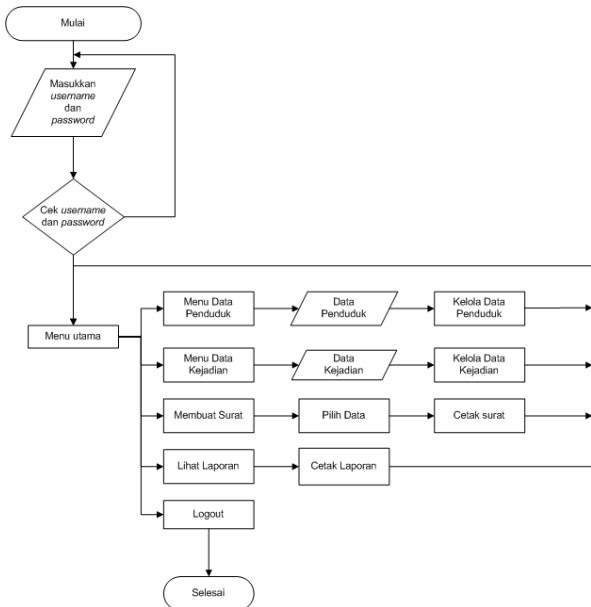 Mulai
Masukkan
username
dan
password
Cek username
dan password
Menu utama
Menu Data
Penduduk
Data
Penduduk
Kelola Data
Penduduk
Menu Data
Kejadian
Data
Kejadian
Kelola Data
Kejadian
Membuat Surat
Pilih Data
Cetak surat
Lihat Laporan
Cetak Laporan
Logout
Selesai